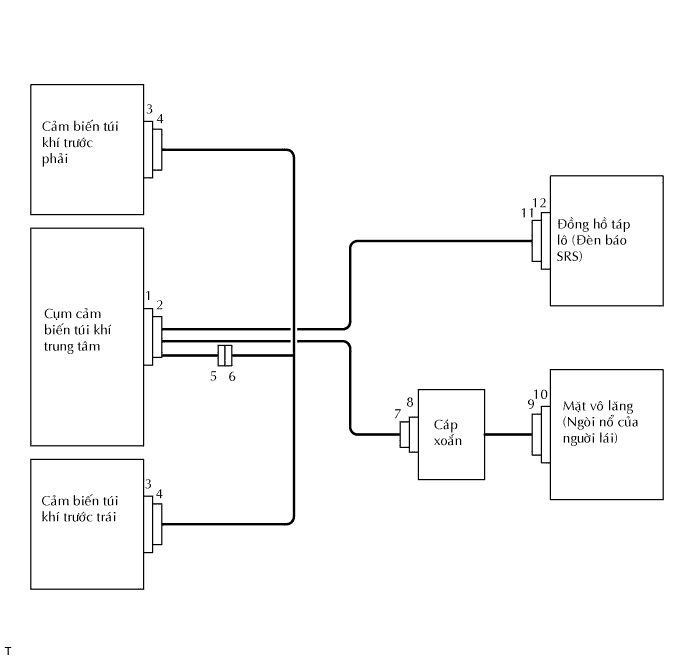 3
4
Cảm biến túi
khí trước
phải
12
11
Đồng hồ táp
lô (Đèn báo
SRS)
1
2
Cụm cảm
biến túi khí
trung tâm
5 6
8
7
Cáp
xoắn
10
9
Mặt vô lăng
(Ngòi nổ của
người lái)
3
4
Cảm biến túi
khí trước trái
T